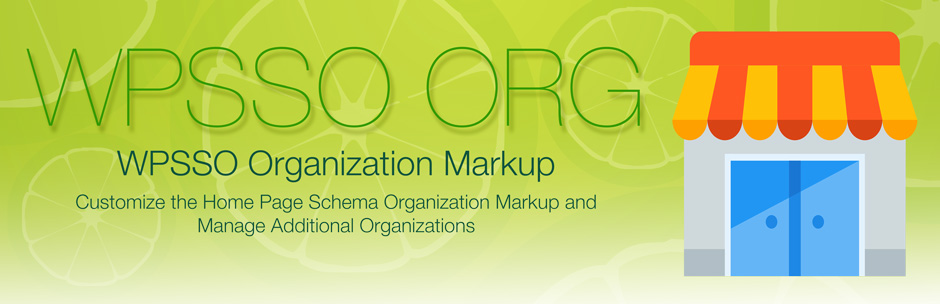 WPSSO ORG
WPSSO Organization Markup
Customize the Home Page Schema Organization Markup and
Manage Additional Organizations